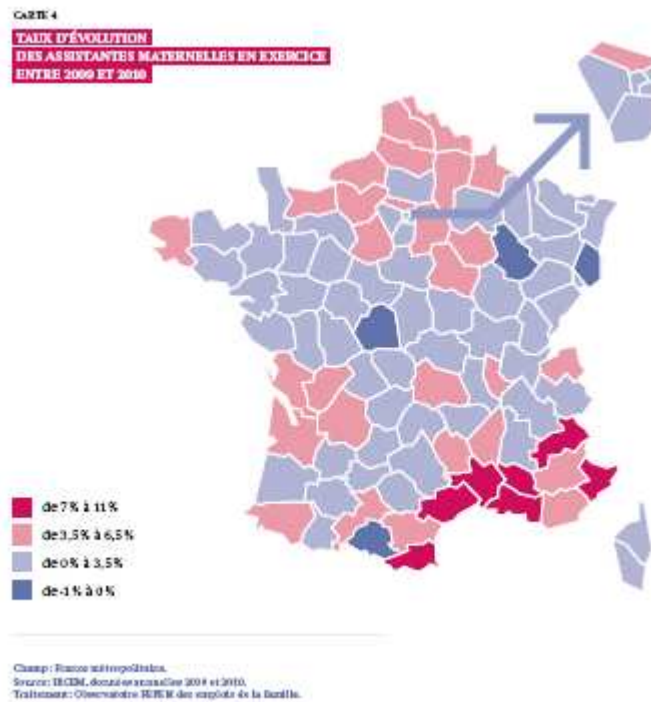 CARTE 4
TAUX D'ÉVOLUTION
DES ASSISTANTES MATERNELLES EN EXERCICE
ENTRE 2009 ET 2010
de 7% à 11%
de 3,5% à 6,5%
de 0% à 3,5%
de -1% à 0%
Champ : France métropolitaine.
Source: IRCEM, données annuelles 2009 et 2010.
Traitement: Observatoire FEPEM des emplois de la famille.